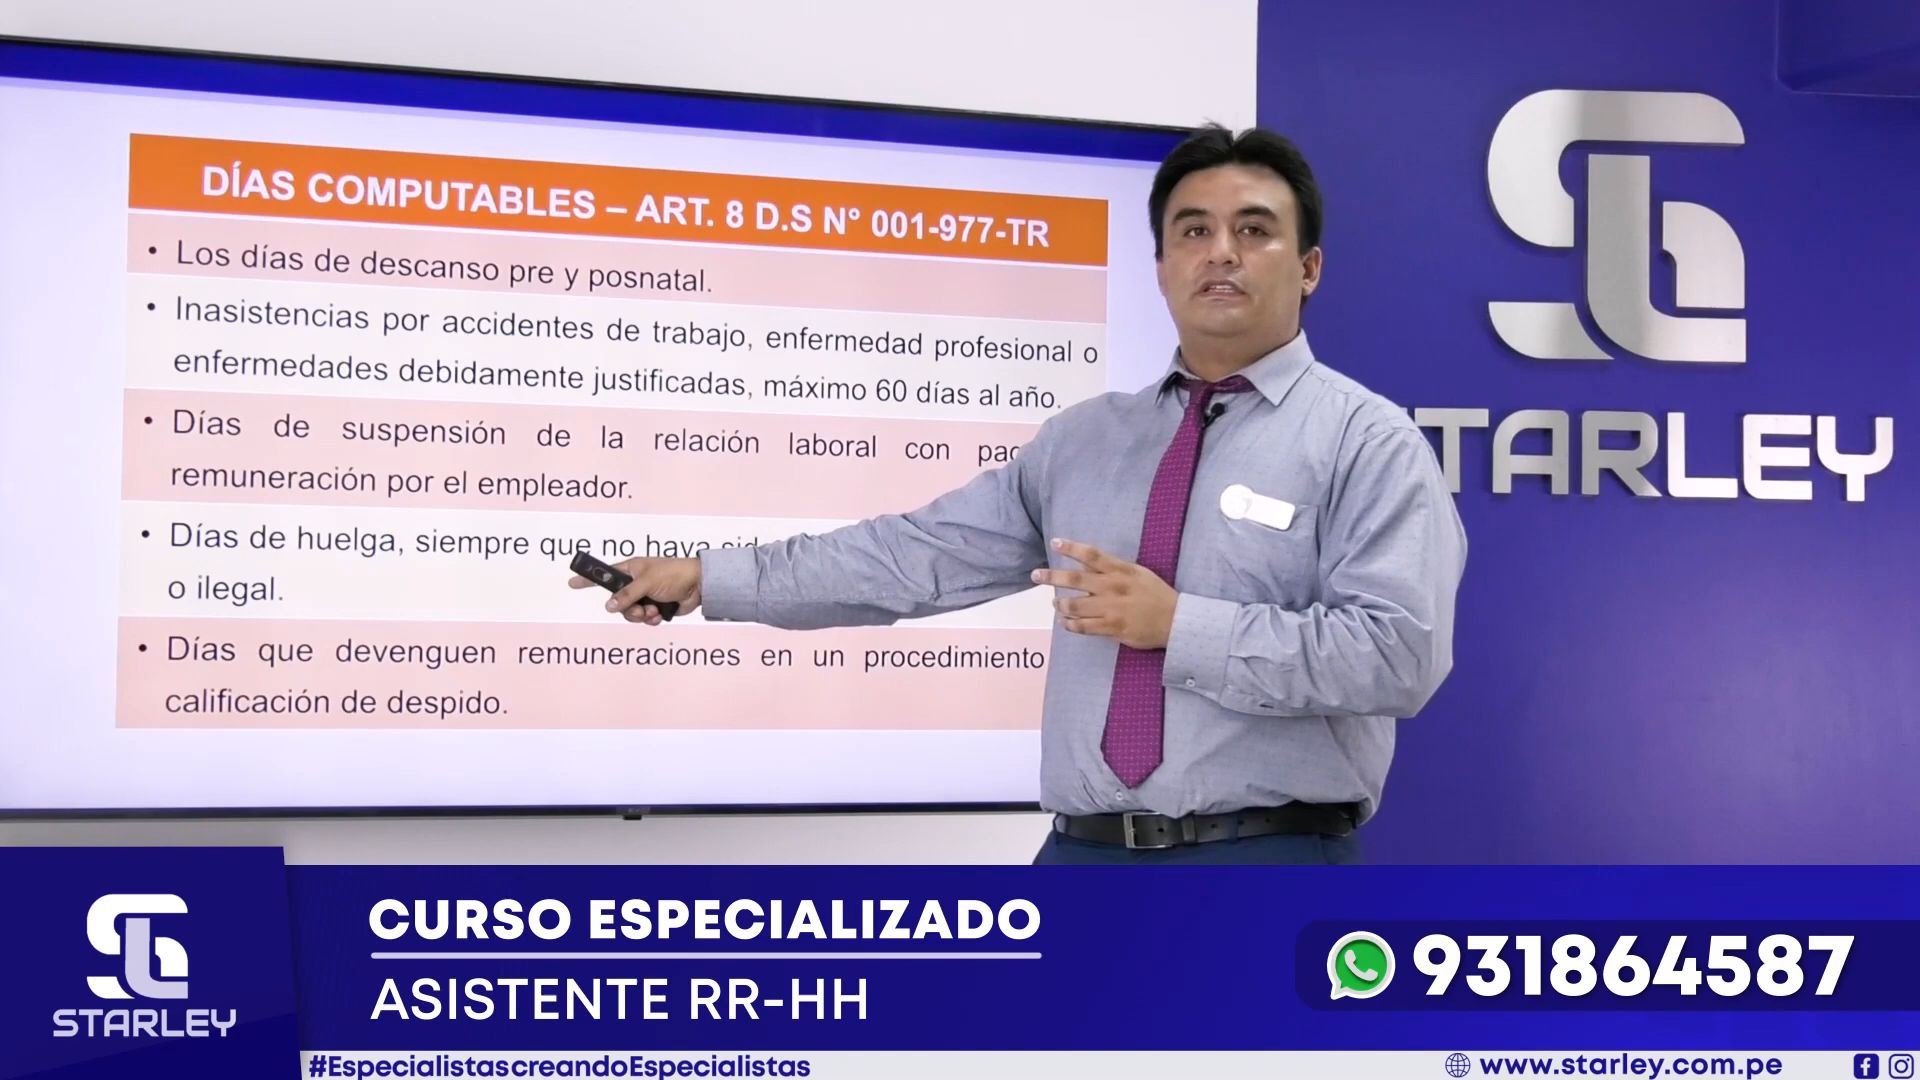 DÍAS COMPUTABLES – ART. 8 D.S N° 001-977-TR
• Los días de descanso pre y posnatal.
• Inasistencias por accidentes de trabajo, enfermedad profesional o
enfermedades debidamente justificadas, máximo 60 días al año.
• Días de suspensión de la relación laboral con
remuneración por el empleador.
• Días de huelga, siempre que no haya
o ilegal.
• Días que devenguen remuneraciones en un procedimiento
calificación de despido.
STARLEY
CURSO ESPECIALIZADO
ASISTENTE RR-HH
931864587
STARLEY
#EspecialistascreandoEspecialistas
www.starley.com.pe